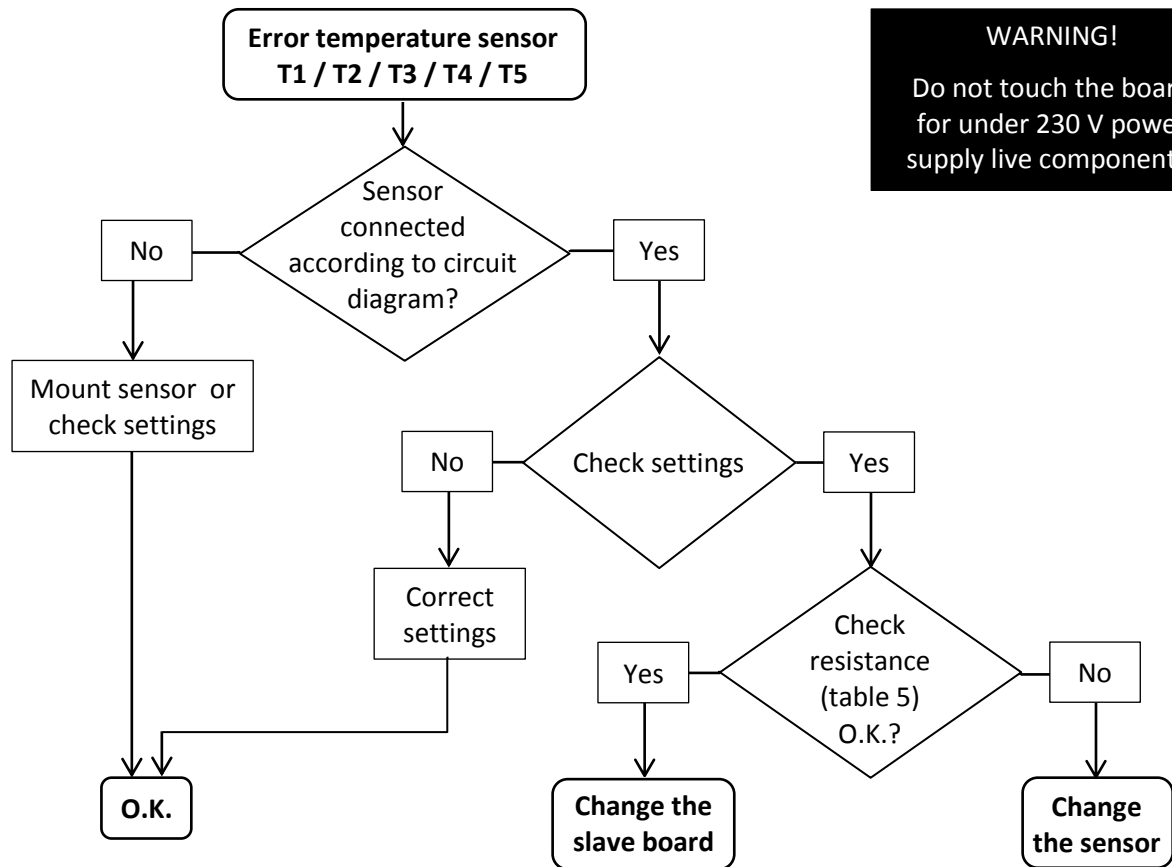 Error temperature sensor
T1 / T2 / T3 / T4 / T5
WARNING!
Do not touch the boar
for under 230 V powe
supply live component
Sensor
connected
according to circuit
diagram?
No
Yes
Mount sensor or
check settings
Check settings
No
Yes
Correct
settings
Check
resistance
(table 5)
O.K.?
Yes
No
O.K.
Change the
slave board
Change
the sensor